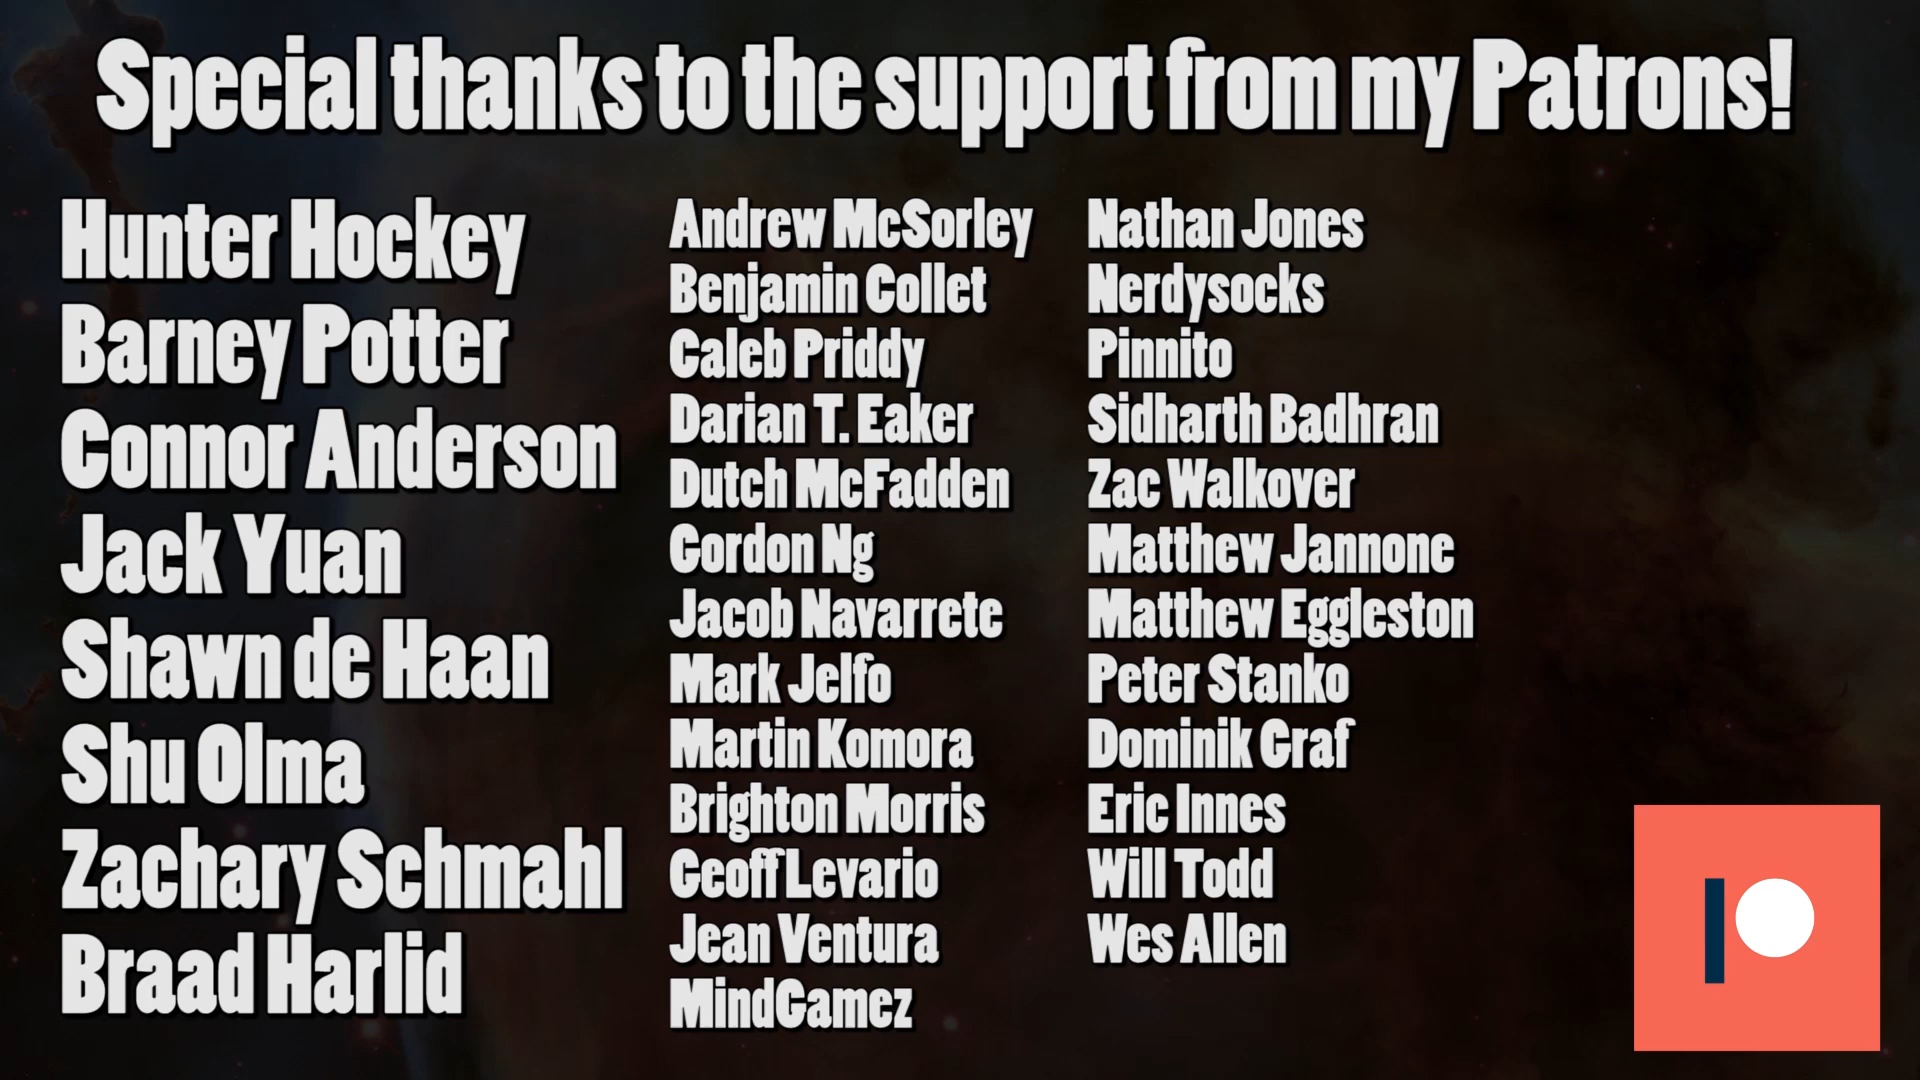 Special thanks to the support from my Patrons!
Hunter Hockey
Barney Potter
Connor Anderson
Jack Yuan
Shawn de Haan
Shu Olma
Zachary Schmahl
Braad Harlid
Andrew McSorley
Benjamin Collet
Caleb Priddy
Darian T. Eaker
Dutch McFadden
Gordon Ng
Jacob Navarrete
Mark Jelfo
Martin Komora
Brighton Morris
Geoff Levario
Jean Ventura
MindGamez
Nathan Jones
Nerdysocks
Pinnito
Sidharth Badhran
Zac Walkover
Matthew Jannone
Matthew Eggleston
Peter Stanko
Dominik Graf
Eric Innes
Will Todd
Wes Allen